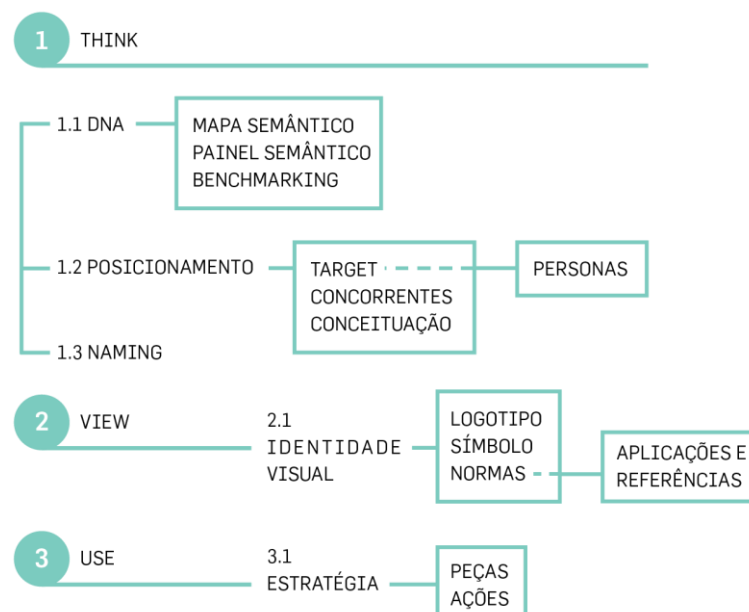 1 THINK
1.1 DNA
MAPA SEMÂNTICO
PAINEL SEMÂNTICO
BENCHMARKING
1.2 POSICIONAMENTO
TARGET
CONCORRENTES
CONCEITUAÇÃO
PERSONAS
1.3 NAMING
2 VIEW
2.1
IDENTIDADE
VISUAL
LOGOTIPO
SÍMBOLO
NORMAS
APLICAÇÕES E
REFERÊNCIAS
3 USE
3.1
ESTRATÉGIA
PEÇAS
AÇÕES